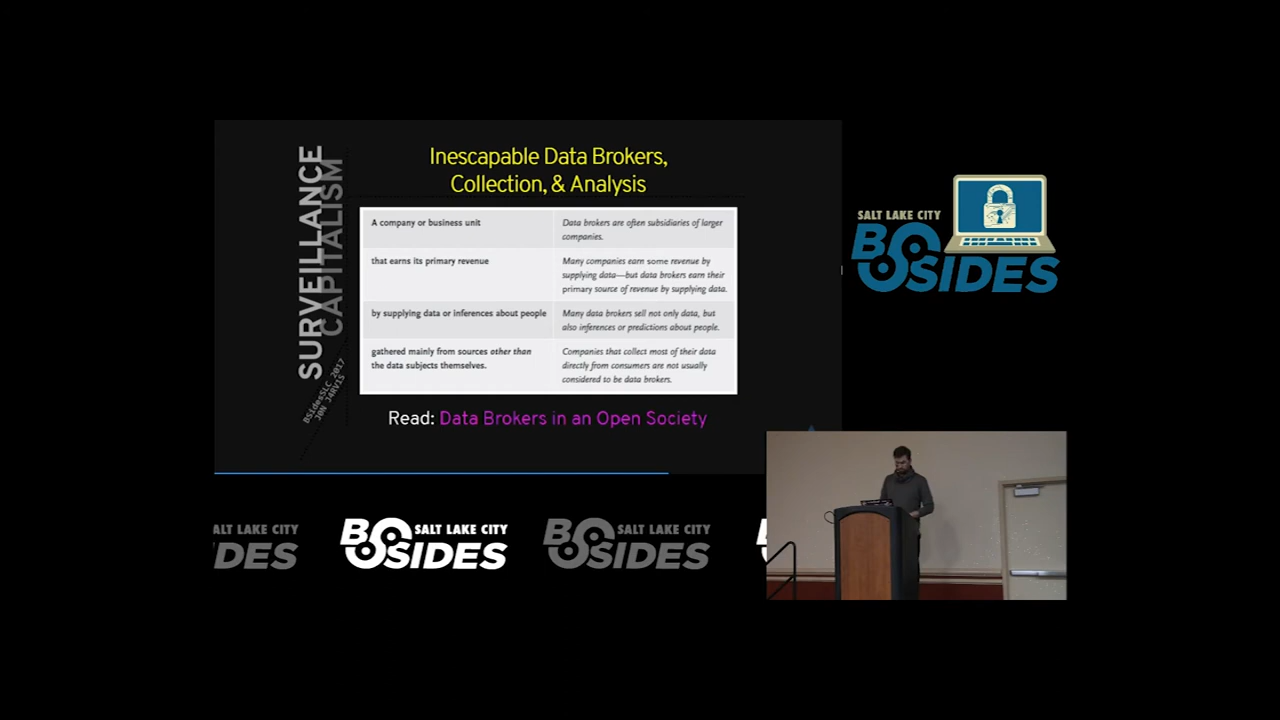 SURVEILLANCE
CAPITALISM
BSidesSLC 2017
J0N J4RV1S
Inescapable Data Brokers,
Collection, & Analysis
A company or business unit
Data brokers are often subsidiaries of larger
companies.
that earns its primary revenue
Many companies earn some revenue by
supplying data—but data brokers earn their
primary source of revenue by supplying data.
by supplying data or inferences about people
Many data brokers sell not only data, but
also inferences or predictions about people.
gathered mainly from sources other than
the data subjects themselves.
Companies that collect most of their data
directly from consumers are not usually
considered to be data brokers.
Read: Data Brokers in an Open Society
SALT LAKE CITY
BSIDES
ALT LAKE CITY
DES
SALT LAKE CITY
BSIDES
SALT LAKE CITY
BSIDES